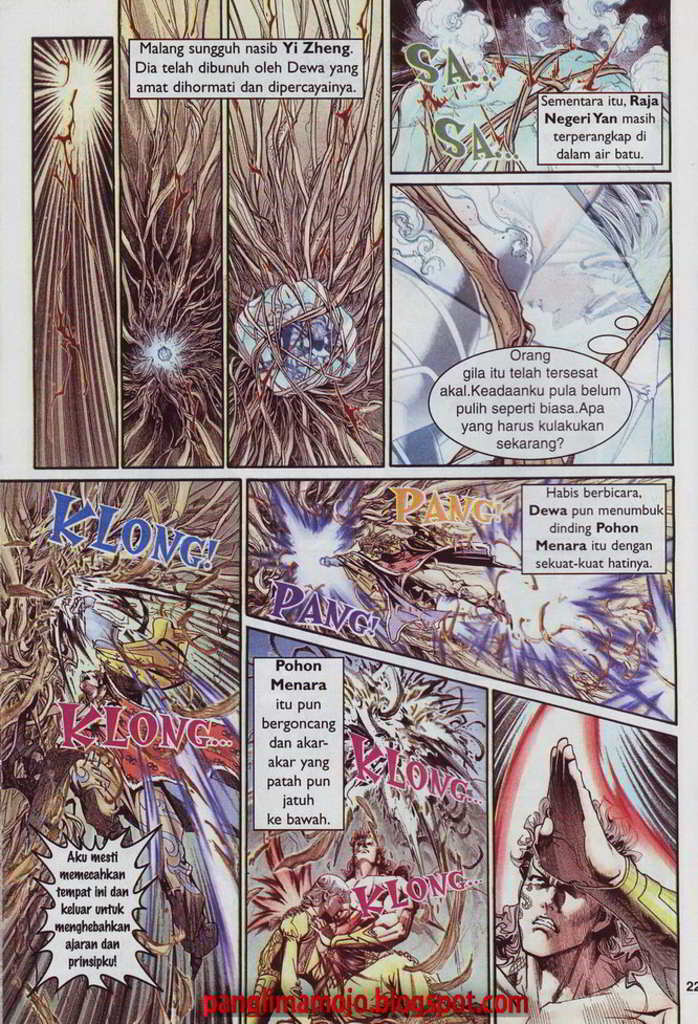 Malang sungguh nasib Yi Zheng.
Dia telah dibunuh oleh Dewa yang
amat dihormati dan dipercayainya.
SA...
SA...
Sementara itu, Raja
Negeri Yan masih
terperangkap di
dalam air batu.
Orang
gila itu telah tersesat
akal.Keadaanku pula belum
pulih seperti biasa.Apa
yang harus kulakukan
sekarang?
KLONG!
KLONG...
Aku mesti
memecahkan
tempat ini dan
keluar untuk
menghebahkan
ajaran dan
prinsipku!
PANG!
PANG!
Habis berbicara,
Dewa pun menumbuk
dinding Pohon
Menara itu dengan
sekuat-kuat hatinya.
Pohon
Menara
itu pun
bergoncang
dan akar-
akar yang
patah pun
jatuh
ke bawah.
KLONG...
KLONG...
22
panglimamojo.blogspot.com